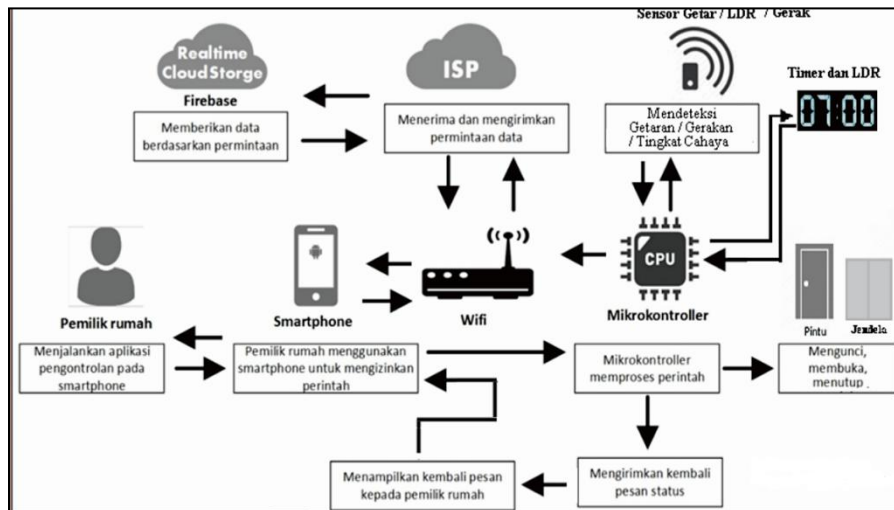 Sensor Getar / LDR / Gerak
Realtime
Cloud Storge
Firebase
ISP
Timer dan LDR
07:00
Memberikan data
berdasarkan permintaan
Menerima dan mengirimkan
permintaan data
Mendeteksi
Getaran / Gerakan
/ Tingkat Cahaya
CPU
Pemilik rumah
Smartphone
Wifi
Mikrokontroller
Pintu
Jendela
Menjalankan aplikasi
pengontrolan pada
smartphone
Pemilik rumah menggunakan
smartphone untuk mengizinkan
perintah
Mikrokontroller
memproses perintah
Mengunci,
membuka,
menutup
Menampilkan kembali pesan
kepada pemilik rumah
Mengirimkan kembali
pesan status